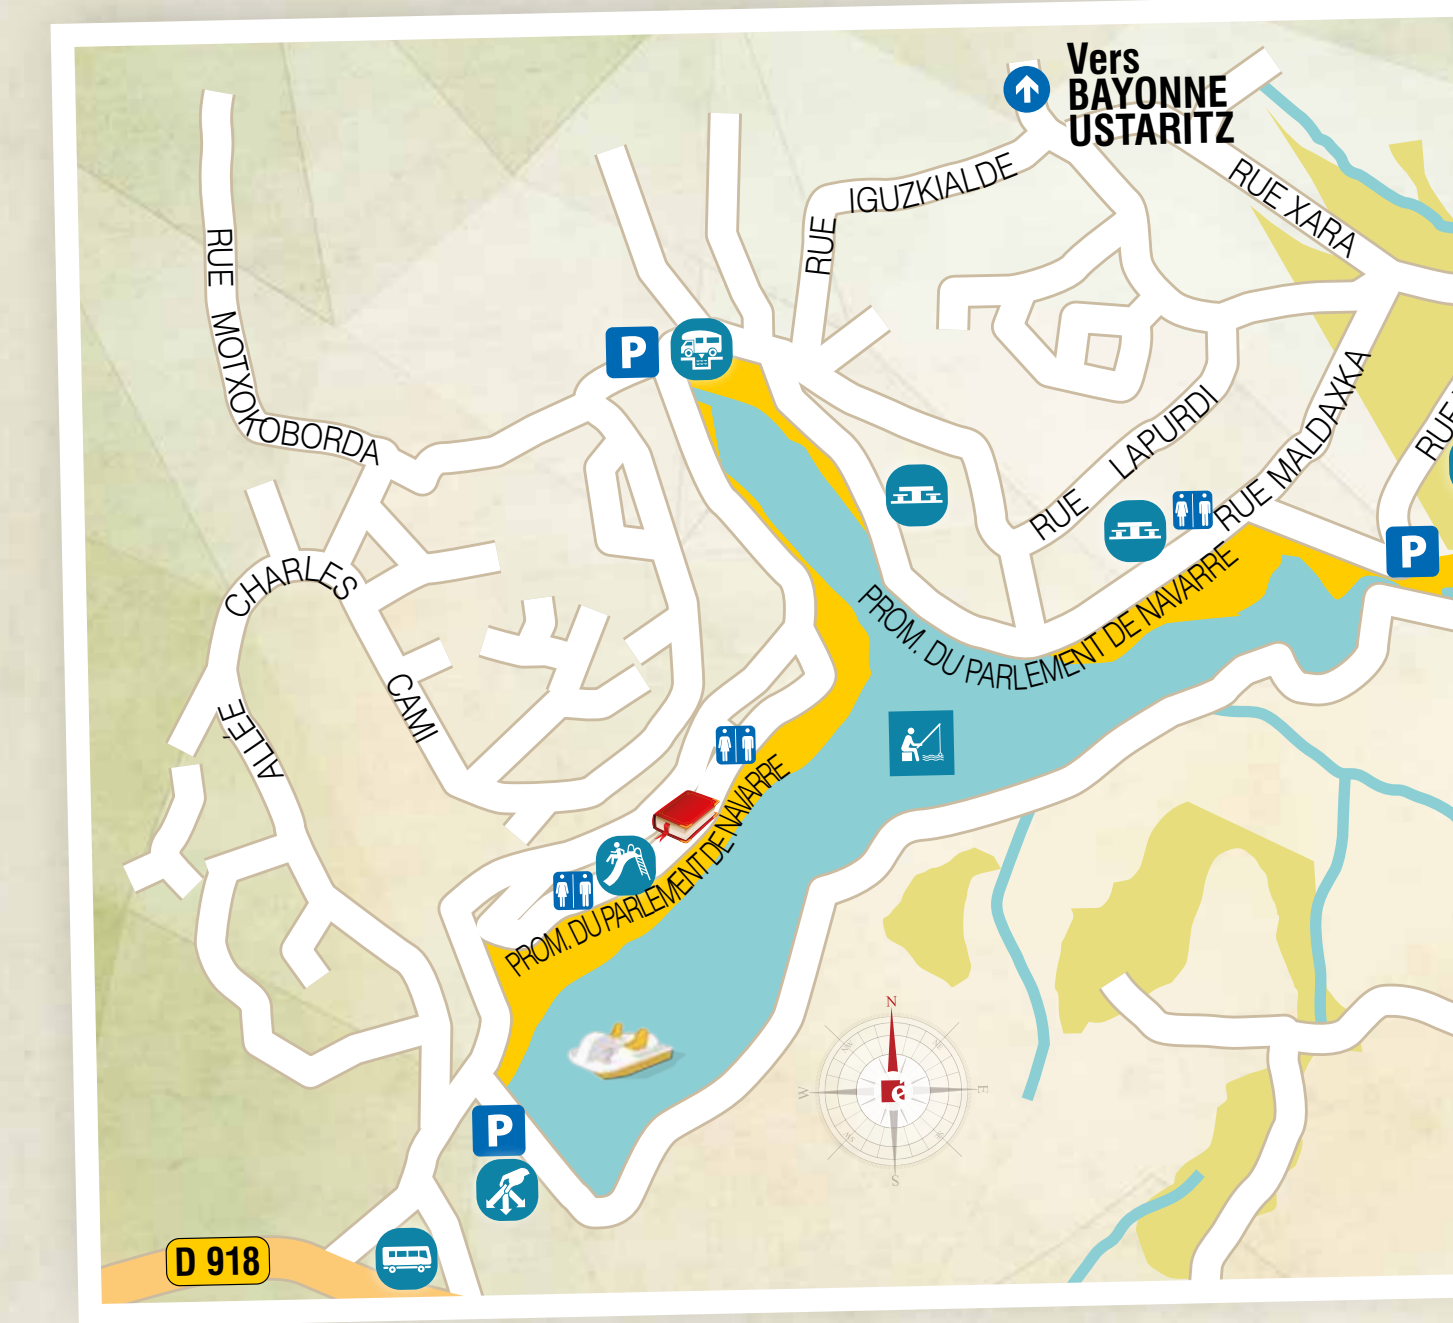 Vers
BAYONNE
USTARITZ
RUE IGUZKIALDE
RUE XARA
RUE MOTXOKOBORDA
P
RUE LAPURDI
RUE MALDAXKA
RUE
P
CHARLES
CAMI
ALLÉE
PROM. DU PARLEMENT DE NAVARRE
PROM. DU PARLEMENT DE NAVARRE
N
E
S
W
P
D 918